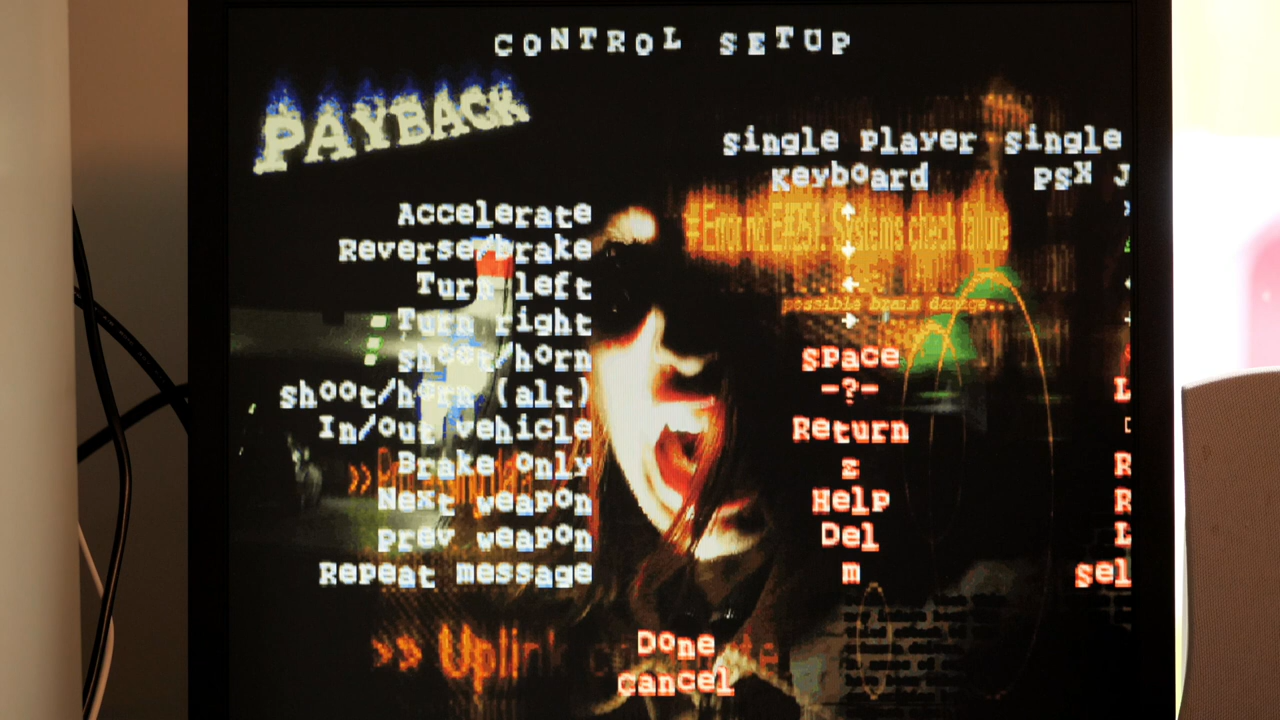 CONTROL SETUP
PAYBACK
Single Player Single
Keyboard PSX J
#Error no E#051: Systems check failure
Accelerate
Reverse/brake
Turn left
possible brain damage...
Turn right
Shoot/horn Space
Shoot/horn (alt) -?- L
In/out vehicle Return
Brake Only z R
Next weapon Help R
Prev weapon Del L
Repeat message m Sel
>> Uplink
Done
Cancel